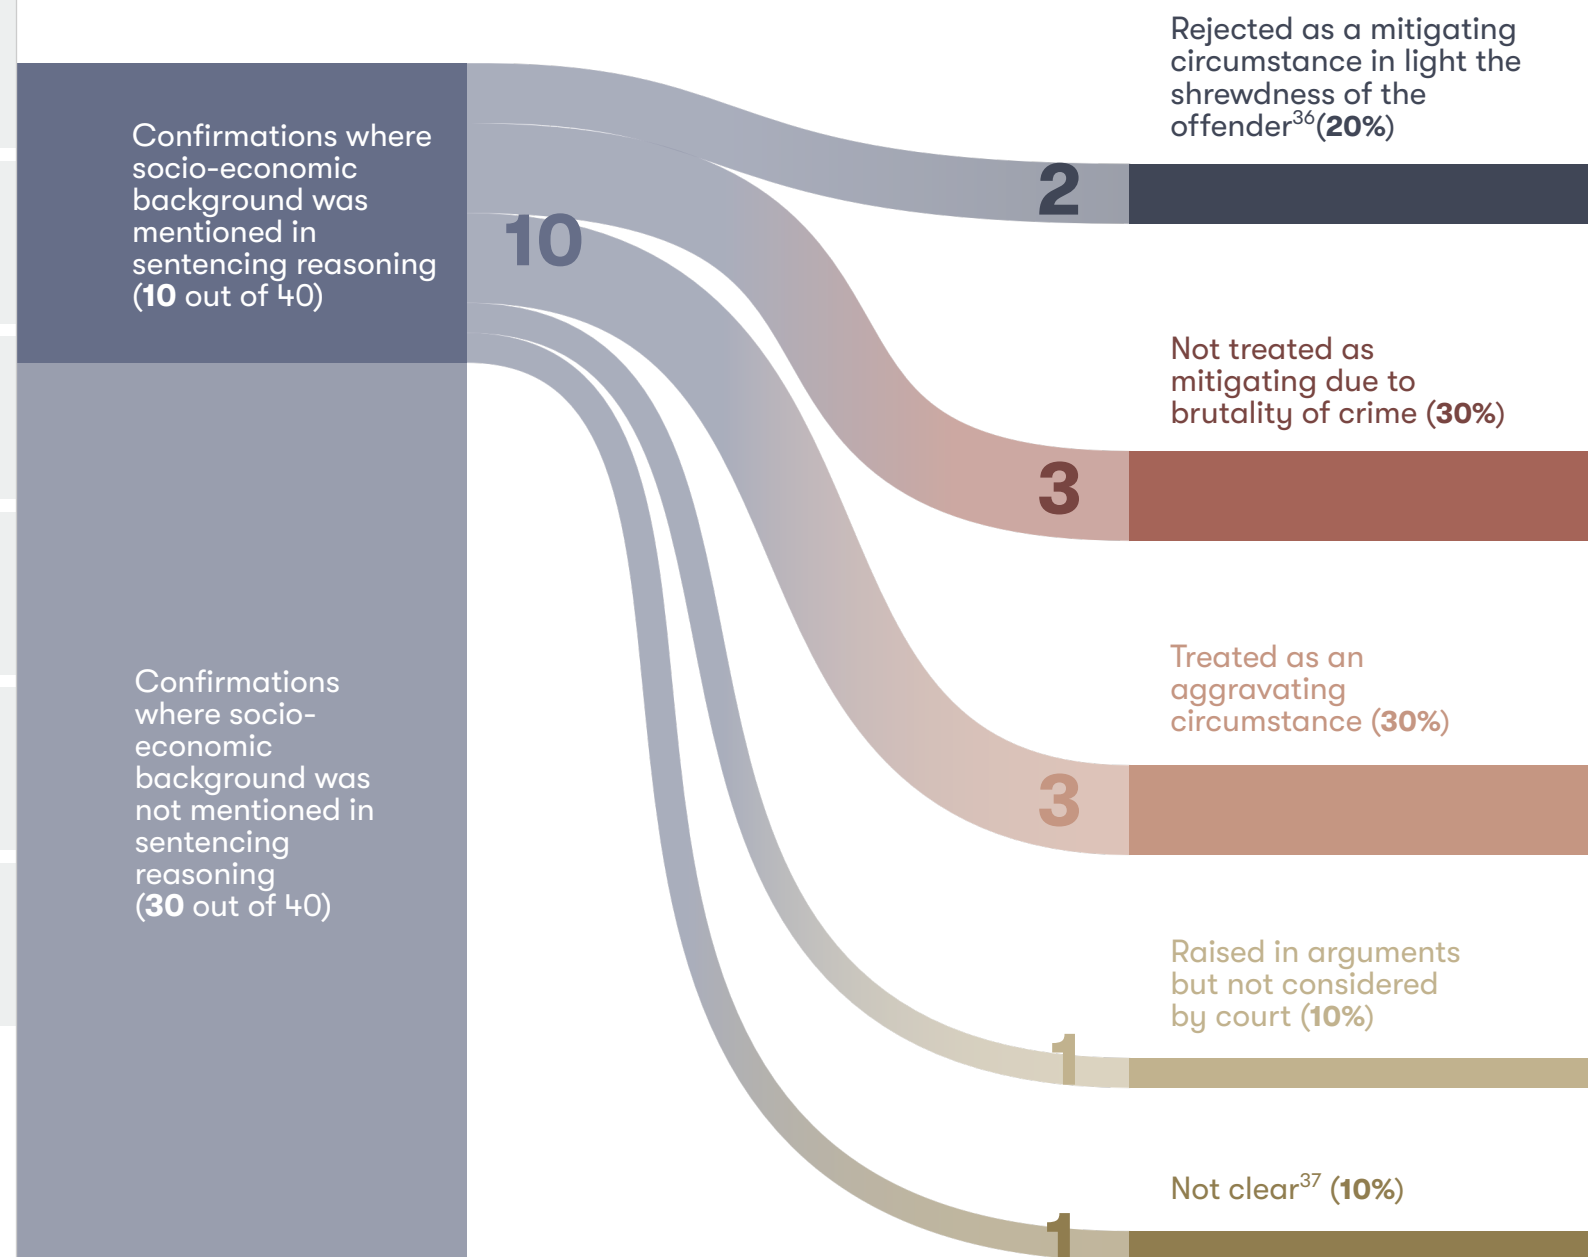 Confirmations where
socio-economic
background was
mentioned in
sentencing reasoning
(10 out of 40)
10
Confirmations
where socio-
economic
background was
not mentioned in
sentencing
reasoning
(30 out of 40)
Rejected as a mitigating
circumstance in light the
shrewdness of the
offender36(20%)
2
Not treated as
mitigating due to
brutality of crime (30%)
3
Treated as an
aggravating
circumstance (30%)
3
Raised in arguments
but not considered
by court (10%)
1
Not clear37 (10%)
1